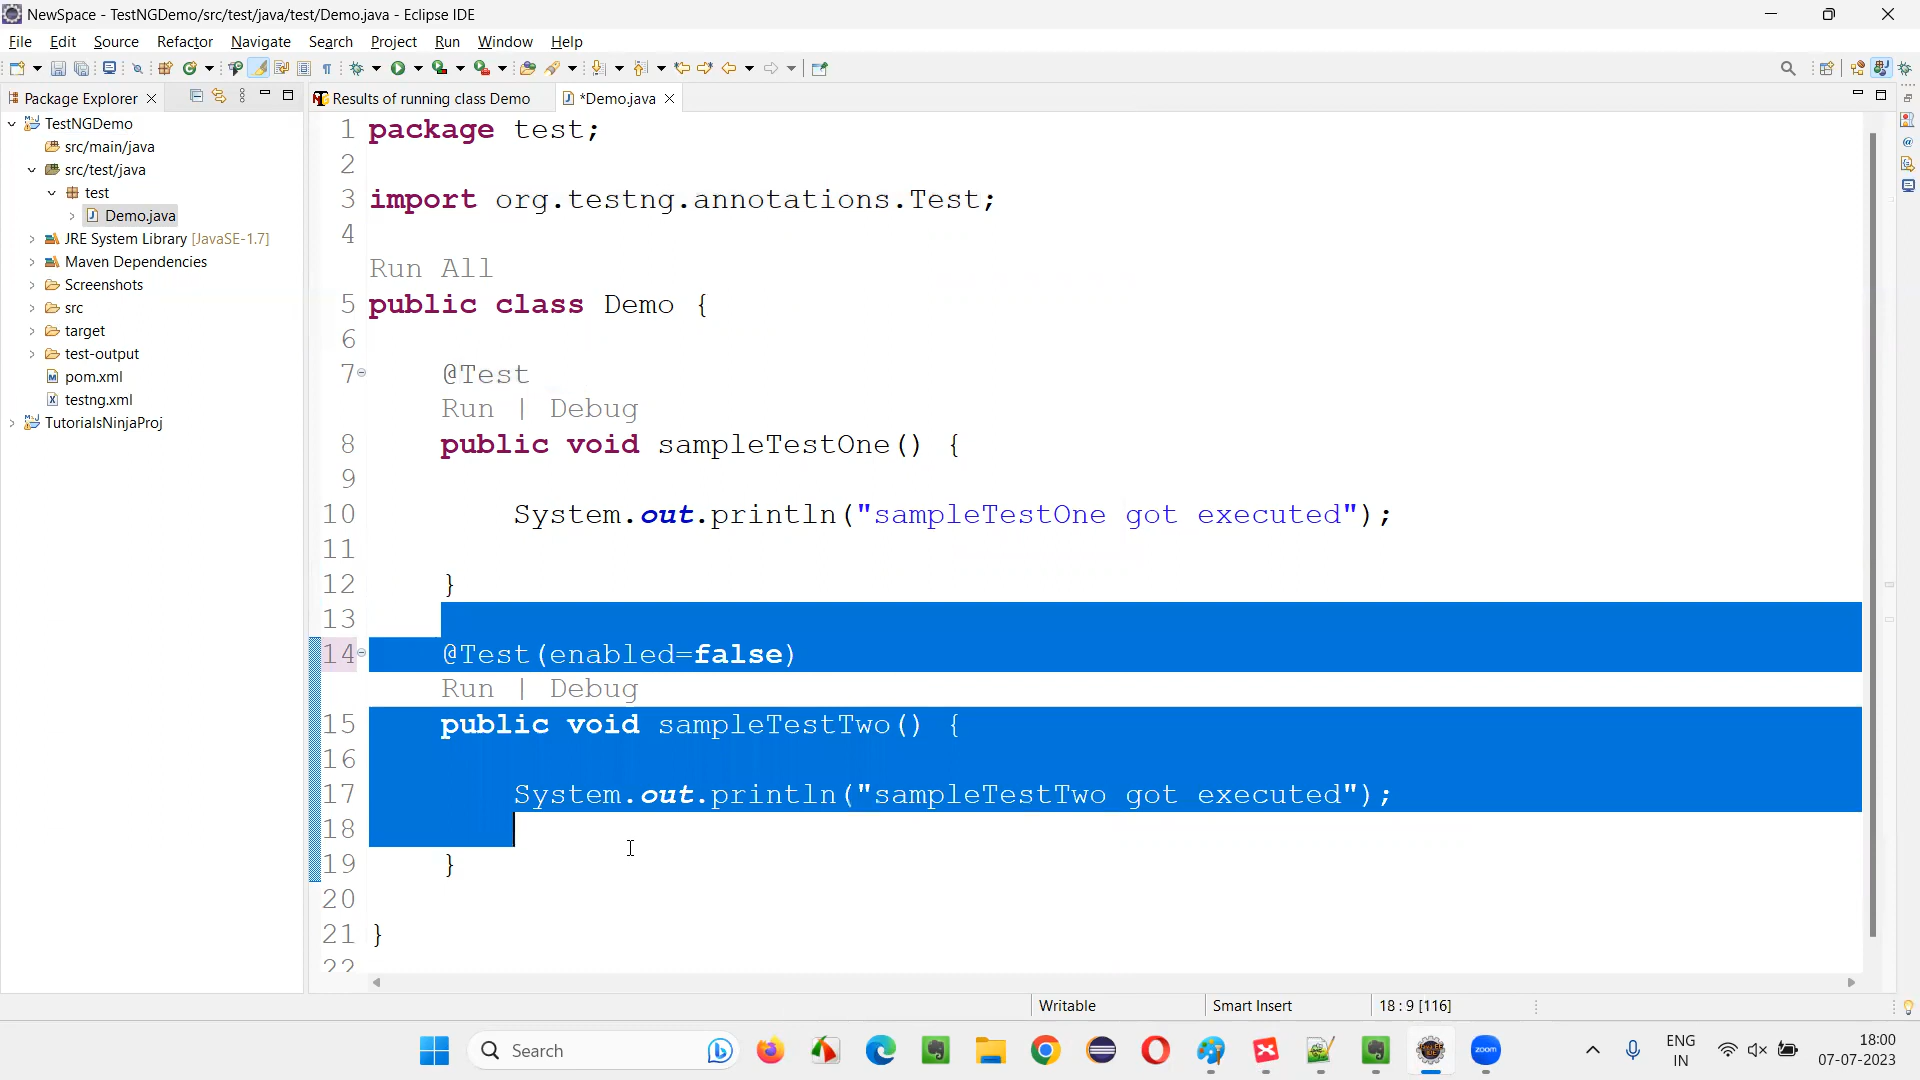 NewSpace - TestNGDemo/src/test/java/test/Demo.java - Eclipse IDE
File Edit Source Refactor Navigate Search Project Run Window Help
Package Explorer
TestNGDemo
src/main/java
src/test/java
test
Demo.java
JRE System Library [JavaSE-1.7]
Maven Dependencies
Screenshots
src
target
test-output
pom.xml
testng.xml
TutorialsNinjaProj
Results of running class Demo
*Demo.java
1 package test;
2
3 import org.testng.annotations.Test;
4
Run All
5 public class Demo {
6
7 @Test
Run | Debug
8 public void sampleTestOne() {
9
10 System.out.println("sampleTestOne got executed");
11
12 }
13
14 @Test(enabled=false)
Run | Debug
15 public void sampleTestTwo() {
16
17 System.out.println("sampleTestTwo got executed");
18
19 }
20
21 }
22
Writable
Smart Insert
18 : 9 [116]
Search
zoom
ENG
IN
18:00
07-07-2023